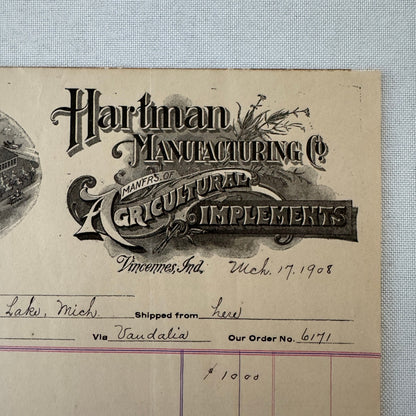 Hartman
Manufacturing Co
MANFRS. OF
Agricultural
Implements
Vincennes, Ind, Mch. 17. 1908
Lake, Mich. Shipped from here
Via Vandalia Our Order No. 6171
$ 10 00